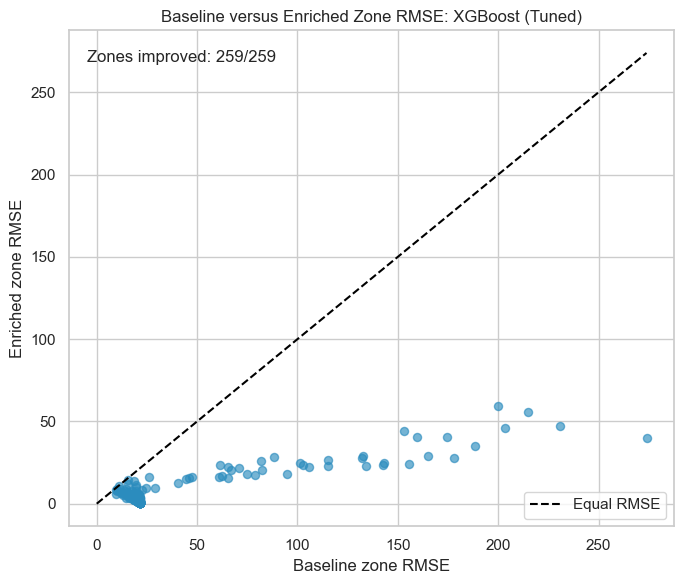 Baseline versus Enriched Zone RMSE: XGBoost (Tuned)
Zones improved: 259/259
Enriched zone RMSE
250
200
150
100
50
0
Equal RMSE
0 50 100 150 200 250
Baseline zone RMSE